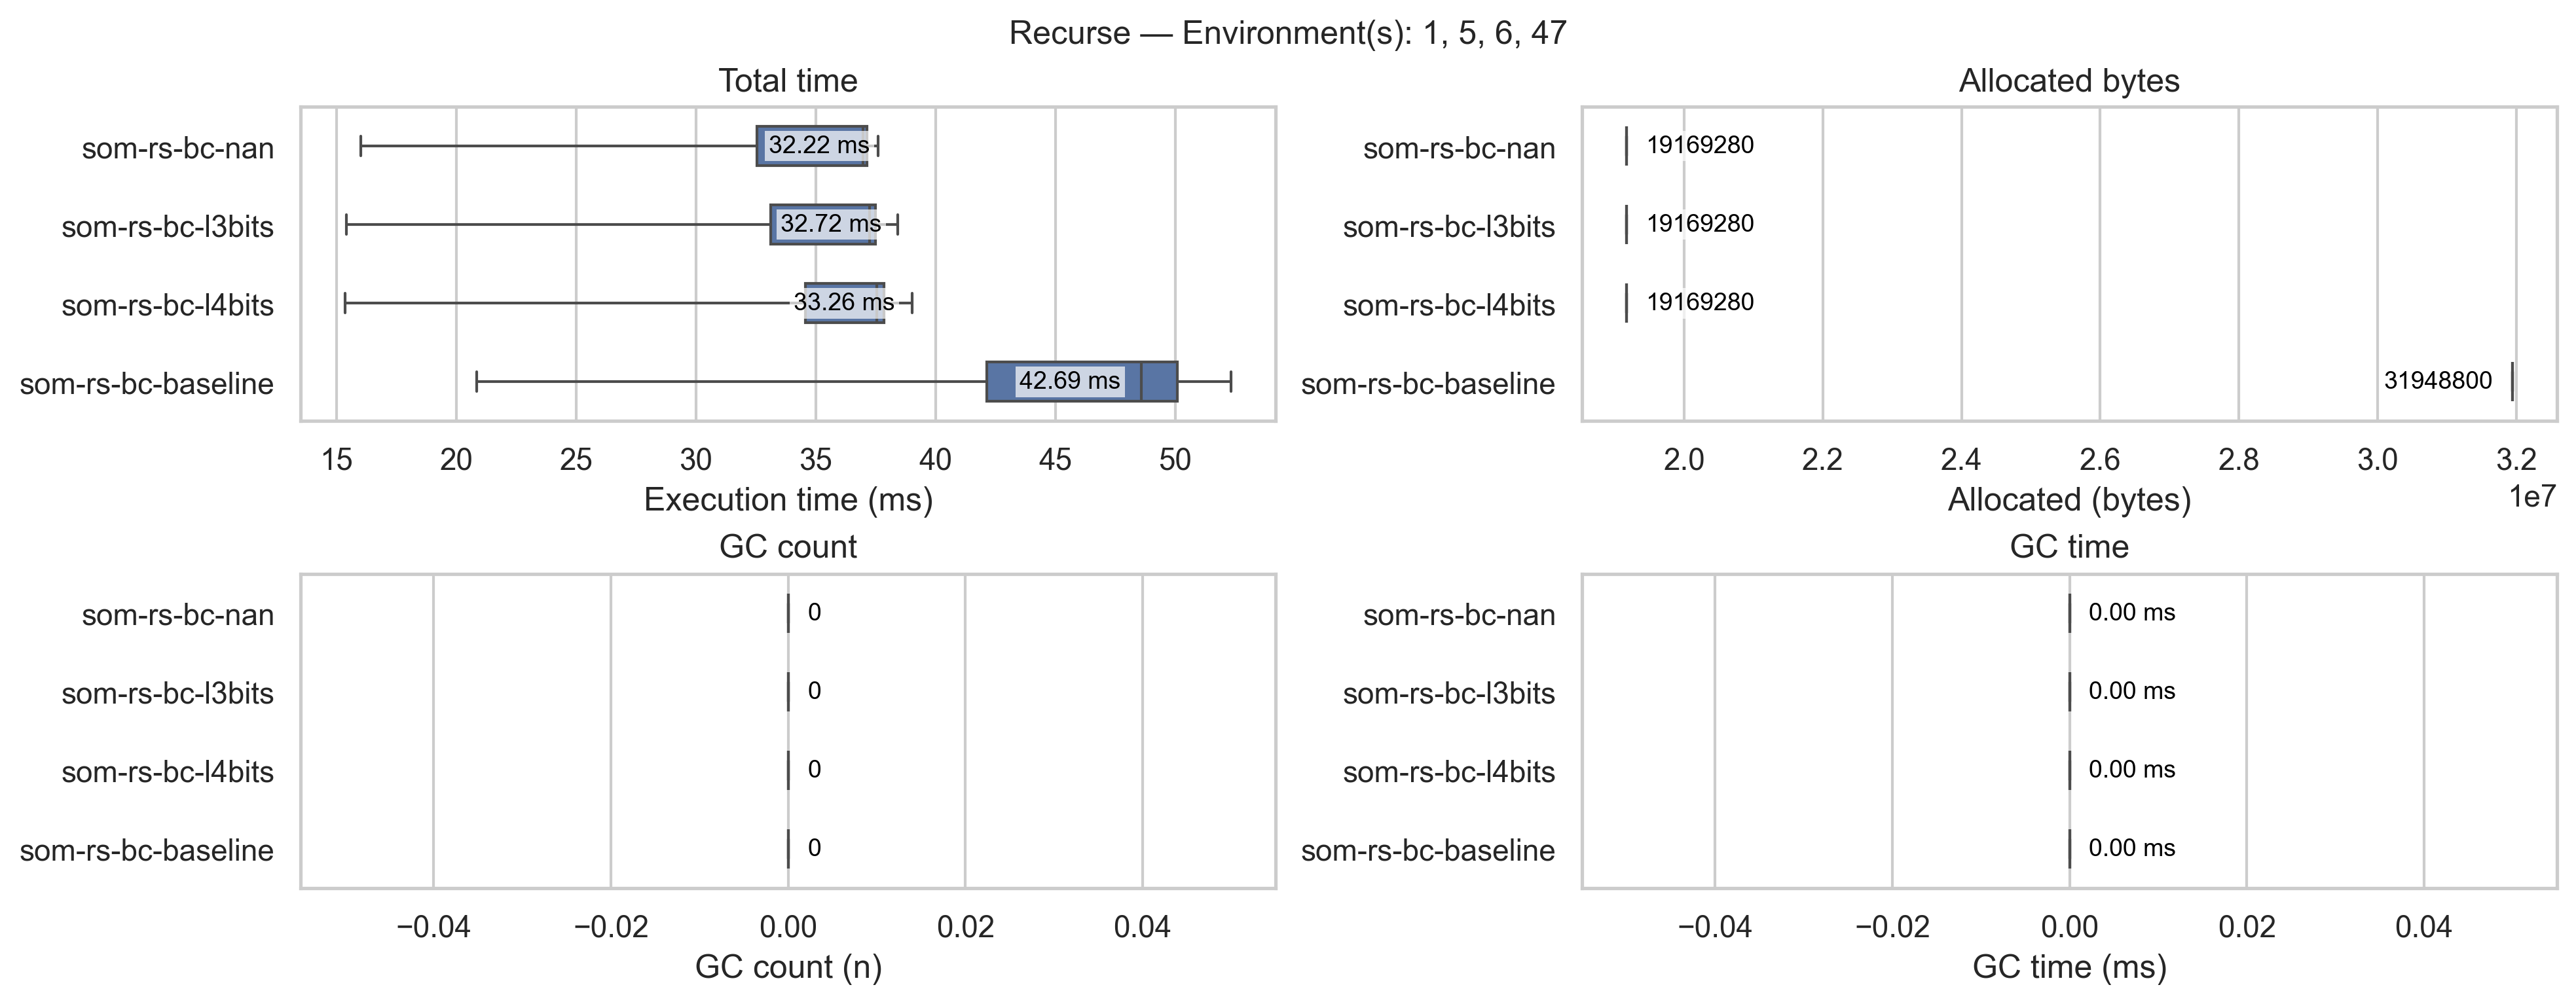 Recurse — Environment(s): 1, 5, 6, 47
Total time
som-rs-bc-nan
32.22 ms
som-rs-bc-l3bits
32.72 ms
som-rs-bc-l4bits
33.26 ms
som-rs-bc-baseline
42.69 ms
15 20 25 30 35 40 45 50
Execution time (ms)
Allocated bytes
som-rs-bc-nan
19169280
som-rs-bc-l3bits
19169280
som-rs-bc-l4bits
19169280
som-rs-bc-baseline
31948800
2.0 2.2 2.4 2.6 2.8 3.0 3.2
1e7
Allocated (bytes)
GC count
som-rs-bc-nan
0
som-rs-bc-l3bits
0
som-rs-bc-l4bits
0
som-rs-bc-baseline
0
−0.04 −0.02 0.00 0.02 0.04
GC count (n)
GC time
som-rs-bc-nan
0.00 ms
som-rs-bc-l3bits
0.00 ms
som-rs-bc-l4bits
0.00 ms
som-rs-bc-baseline
0.00 ms
−0.04 −0.02 0.00 0.02 0.04
GC time (ms)